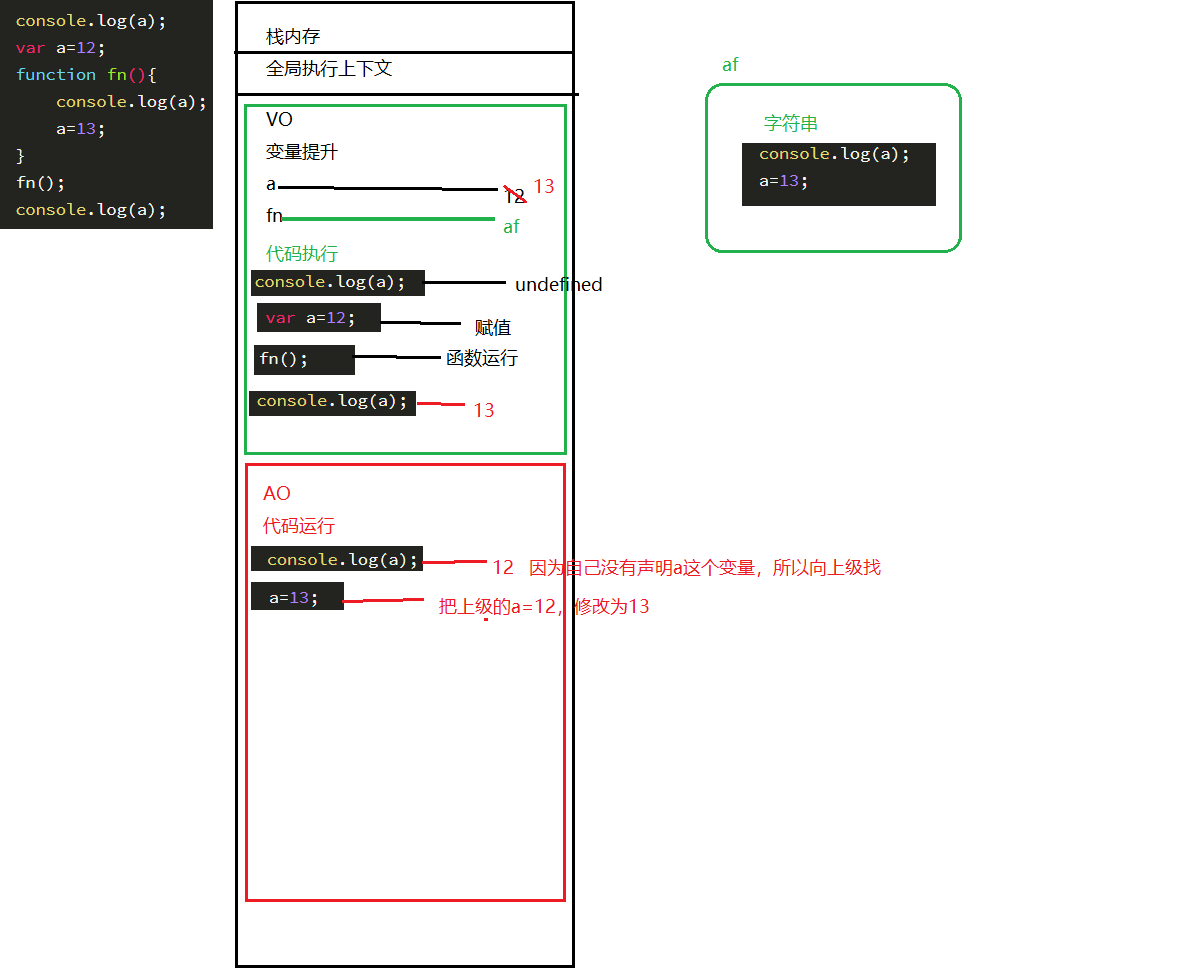 console.log(a);
var a=12;
function fn(){
    console.log(a);
    a=13;
}
fn();
console.log(a);
栈内存
全局执行上下文
VO
变量提升
a 12 13
fn af
代码执行
console.log(a); undefined
var a=12; 赋值
fn(); 函数运行
console.log(a); 13
AO
代码运行
console.log(a); 12 因为自己没有声明a这个变量，所以向上级找
a=13; 把上级的a=12，修改为13
af
字符串
console.log(a);
a=13;